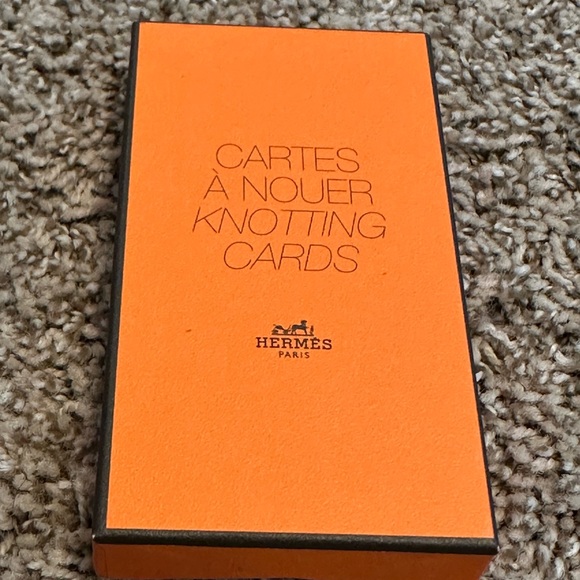 CARTES
À NOUER
KNOTTING
CARDS
HERMÈS
PARIS